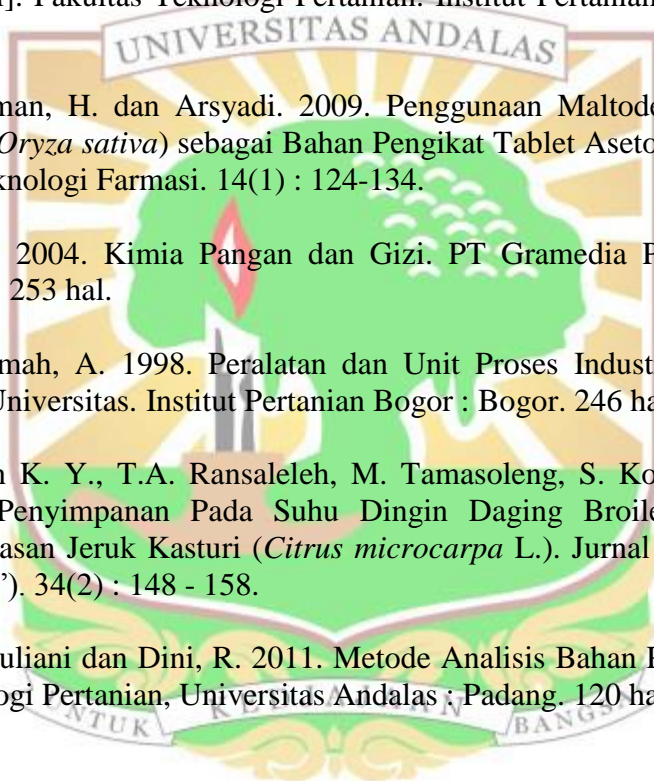 ]. Fakultas Teknologi Pertanian. Institut Pertanian
UNIVERSITAS ANDALAS
man, H. dan Arsyadi. 2009. Penggunaan Maltode
Oryza sativa) sebagai Bahan Pengikat Tablet Aseto
knologi Farmasi. 14(1) : 124-134.
2004. Kimia Pangan dan Gizi. PT Gramedia P
253 hal.
mah, A. 1998. Peralatan dan Unit Proses Indust
Universitas. Institut Pertanian Bogor : Bogor. 246 ha
K. Y., T.A. Ransaleleh, M. Tamasoleng, S. Ko
Penyimpanan Pada Suhu Dingin Daging Broile
asan Jeruk Kasturi (Citrus microcarpa L.). Jurnal
”). 34(2) : 148 - 158.
uliani dan Dini, R. 2011. Metode Analisis Bahan
ogi Pertanian, Universitas Andalas : Padang. 120 ha
UNTUK KEDJAJAAN BANGSA